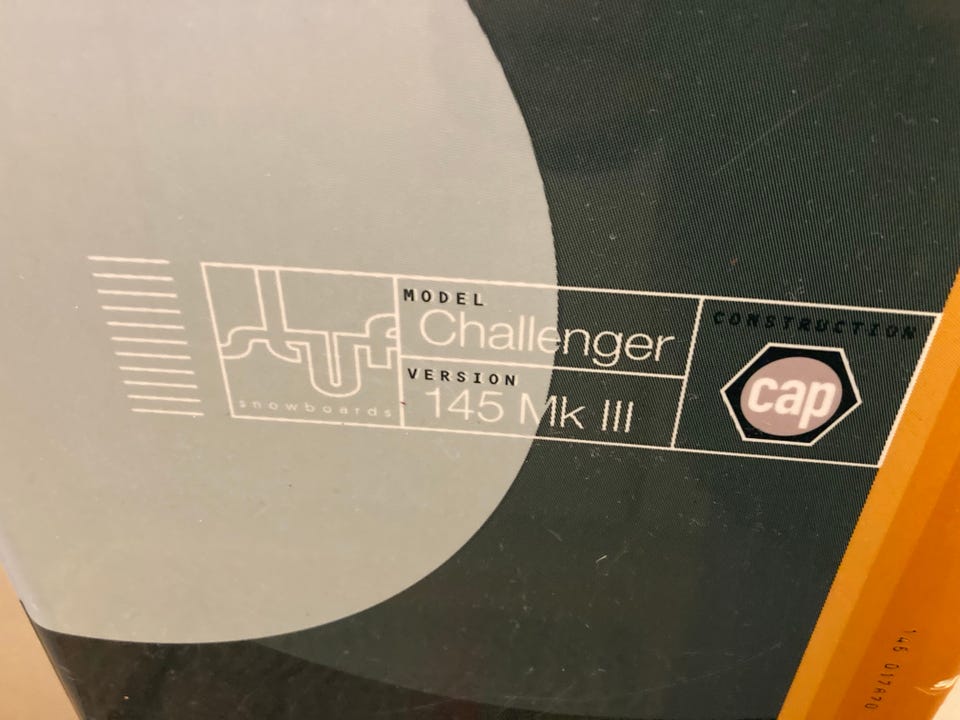 stuf
snowboards
MODEL
Challenger
VERSION
145 Mk III
CONSTRUCTION
cap